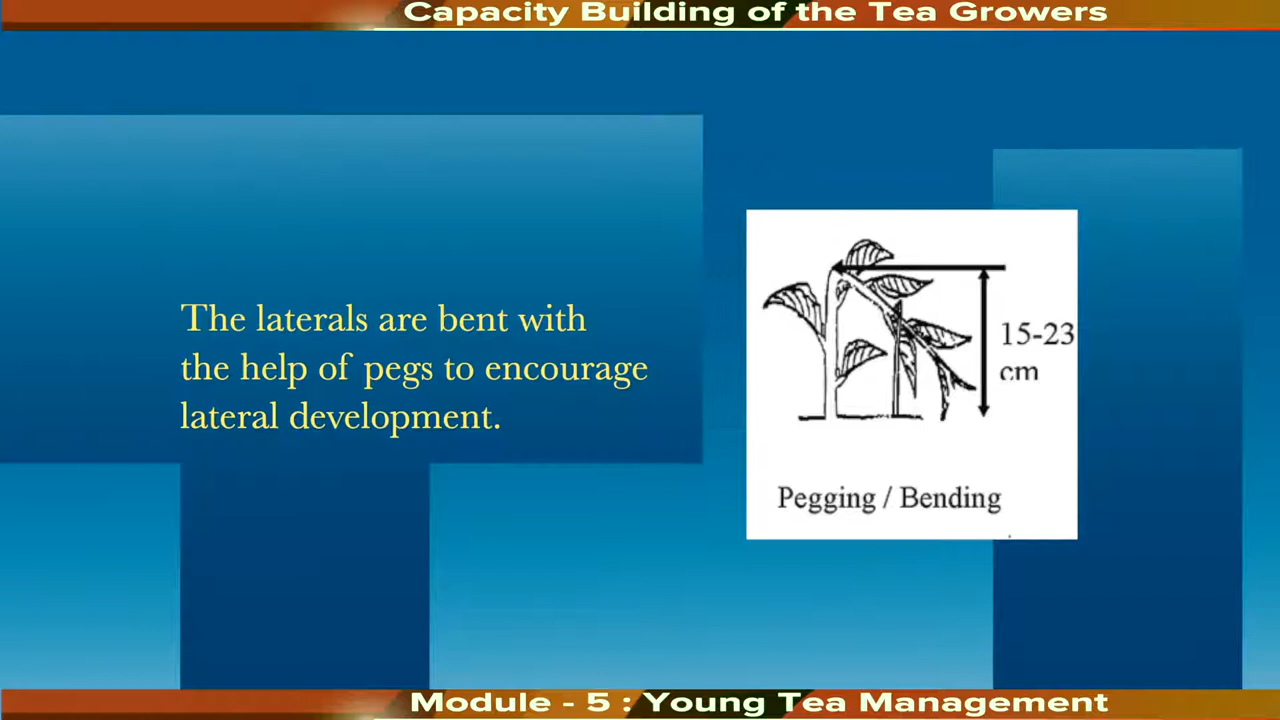 Capacity Building of the Tea Growers
The laterals are bent with
the help of pegs to encourage
lateral development.
15-23
cm
Pegging / Bending
Module - 5 : Young Tea Management